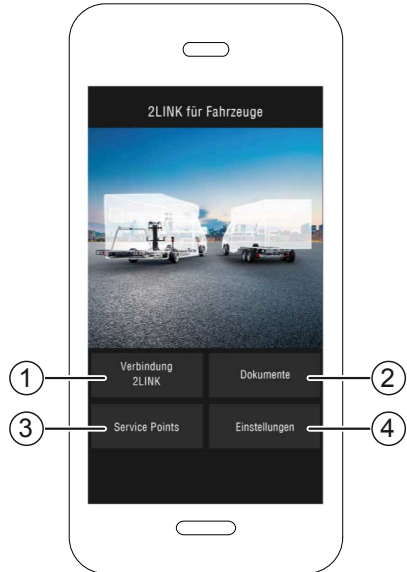 2LINK für Fahrzeuge
1
Verbindung
2LINK
Dokumente
2
3
Service Points
Einstellungen
4